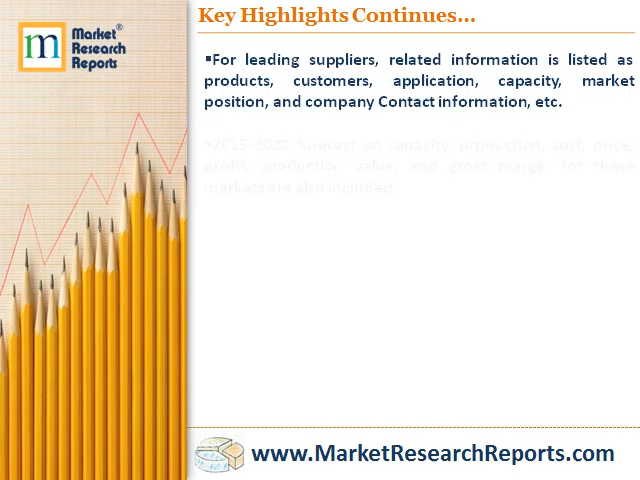 Market®
Research
Reports
m
Key Highlights Continues...
▪For leading suppliers, related information is listed as
products, customers, application, capacity, market
position, and company Contact information, etc.
▪2015-2020 forecast on capacity, production, cost, price,
profit, production value, and gross margin for these
markets are also included.
www.MarketResearchReports.com